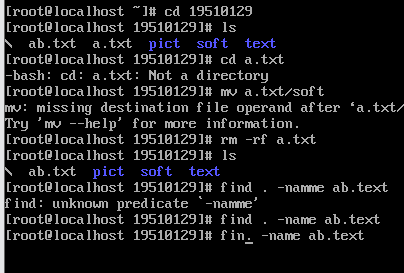 [root@localhost ~]# cd 19510129
[root@localhost 19510129]# ls
\  ab.txt  a.txt  pict  soft  text
[root@localhost 19510129]# cd a.txt
-bash: cd: a.txt: Not a directory
[root@localhost 19510129]# mv a.txt/soft
mv: missing destination file operand after ‘a.txt/
Try 'mv --help' for more information.
[root@localhost 19510129]# rm -rf a.txt
[root@localhost 19510129]# ls
\  ab.txt  pict  soft  text
[root@localhost 19510129]# find . -namme ab.text
find: unknown predicate `-namme'
[root@localhost 19510129]# find . -name ab.text
[root@localhost 19510129]# fin. -name ab.text